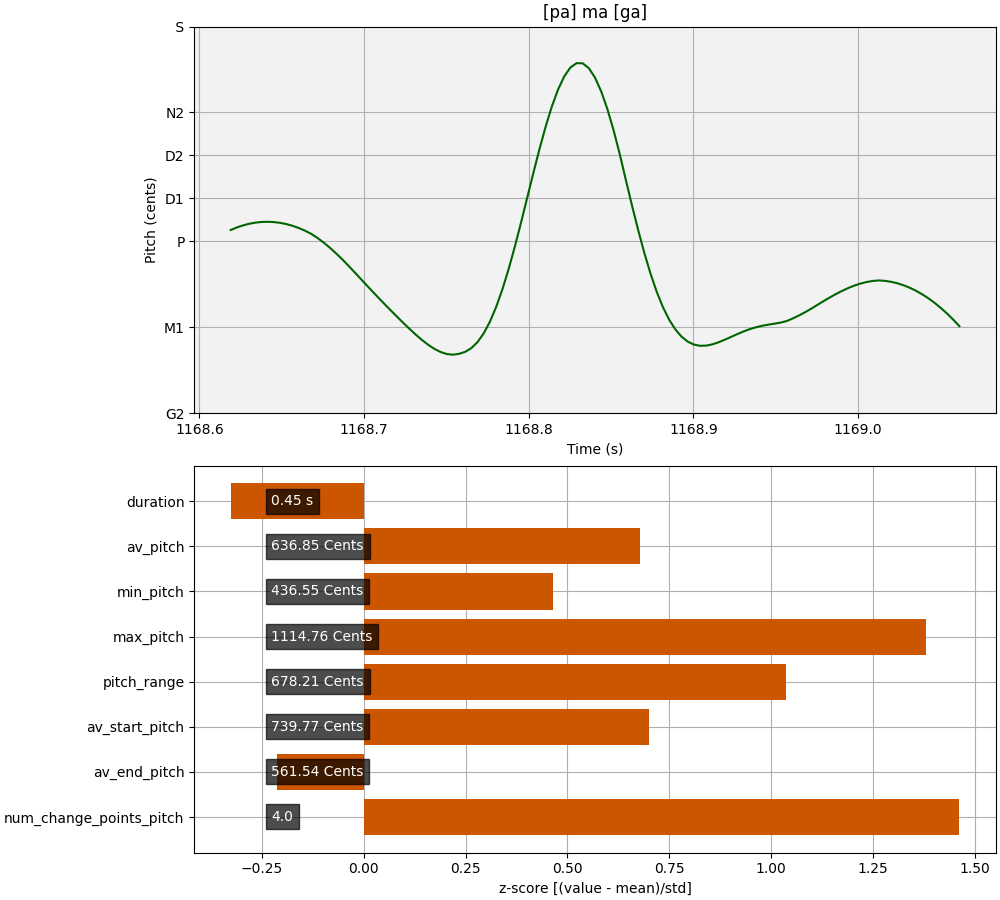 [pa] ma [ga]
S
N2
D2
D1
P
M1
G2
Pitch (cents)
1168.6 1168.7 1168.8 1168.9 1169.0
Time (s)
duration 0.45 s
av_pitch 636.85 Cents
min_pitch 436.55 Cents
max_pitch 1114.76 Cents
pitch_range 678.21 Cents
av_start_pitch 739.77 Cents
av_end_pitch 561.54 Cents
num_change_points_pitch 4.0
−0.25 0.00 0.25 0.50 0.75 1.00 1.25 1.50
z-score [(value - mean)/std]